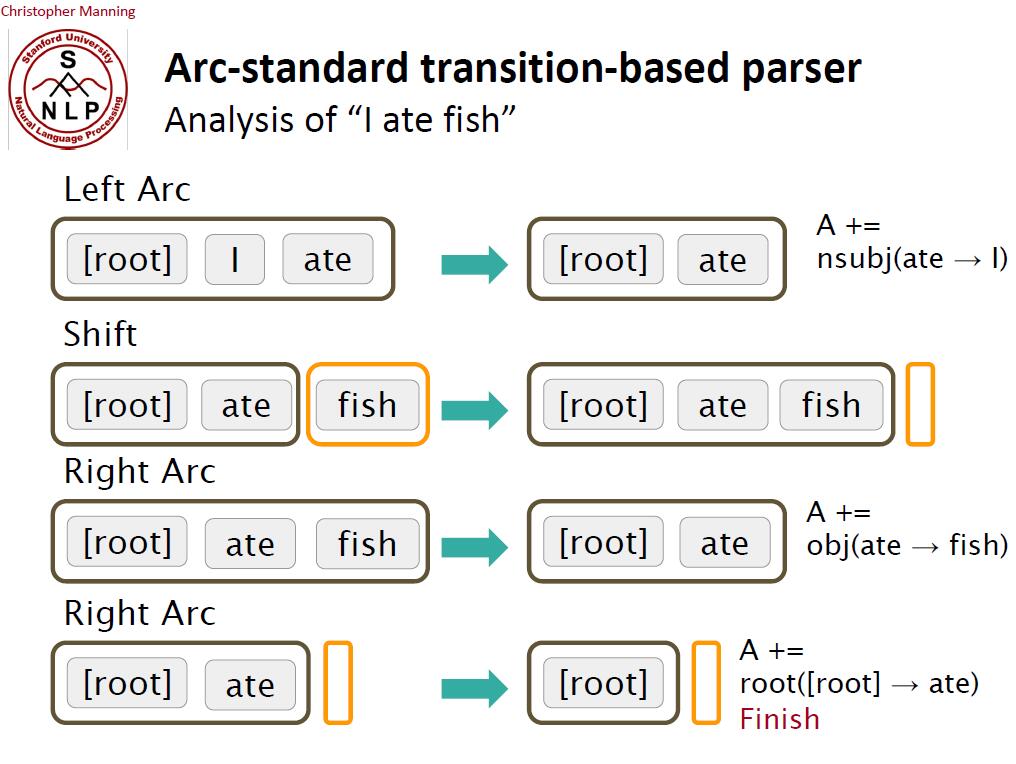 Christopher Manning
Stanford University
S
NLP
Natural Language Processing
Arc-standard transition-based parser
Analysis of “I ate fish”
Left Arc
[root] I ate [root] ate
A +=
nsubj(ate → I)
Shift
[root] ate fish [root] ate fish
Right Arc
[root] ate fish [root] ate
A +=
obj(ate → fish)
Right Arc
[root] ate [root]
A +=
root([root] → ate)
Finish